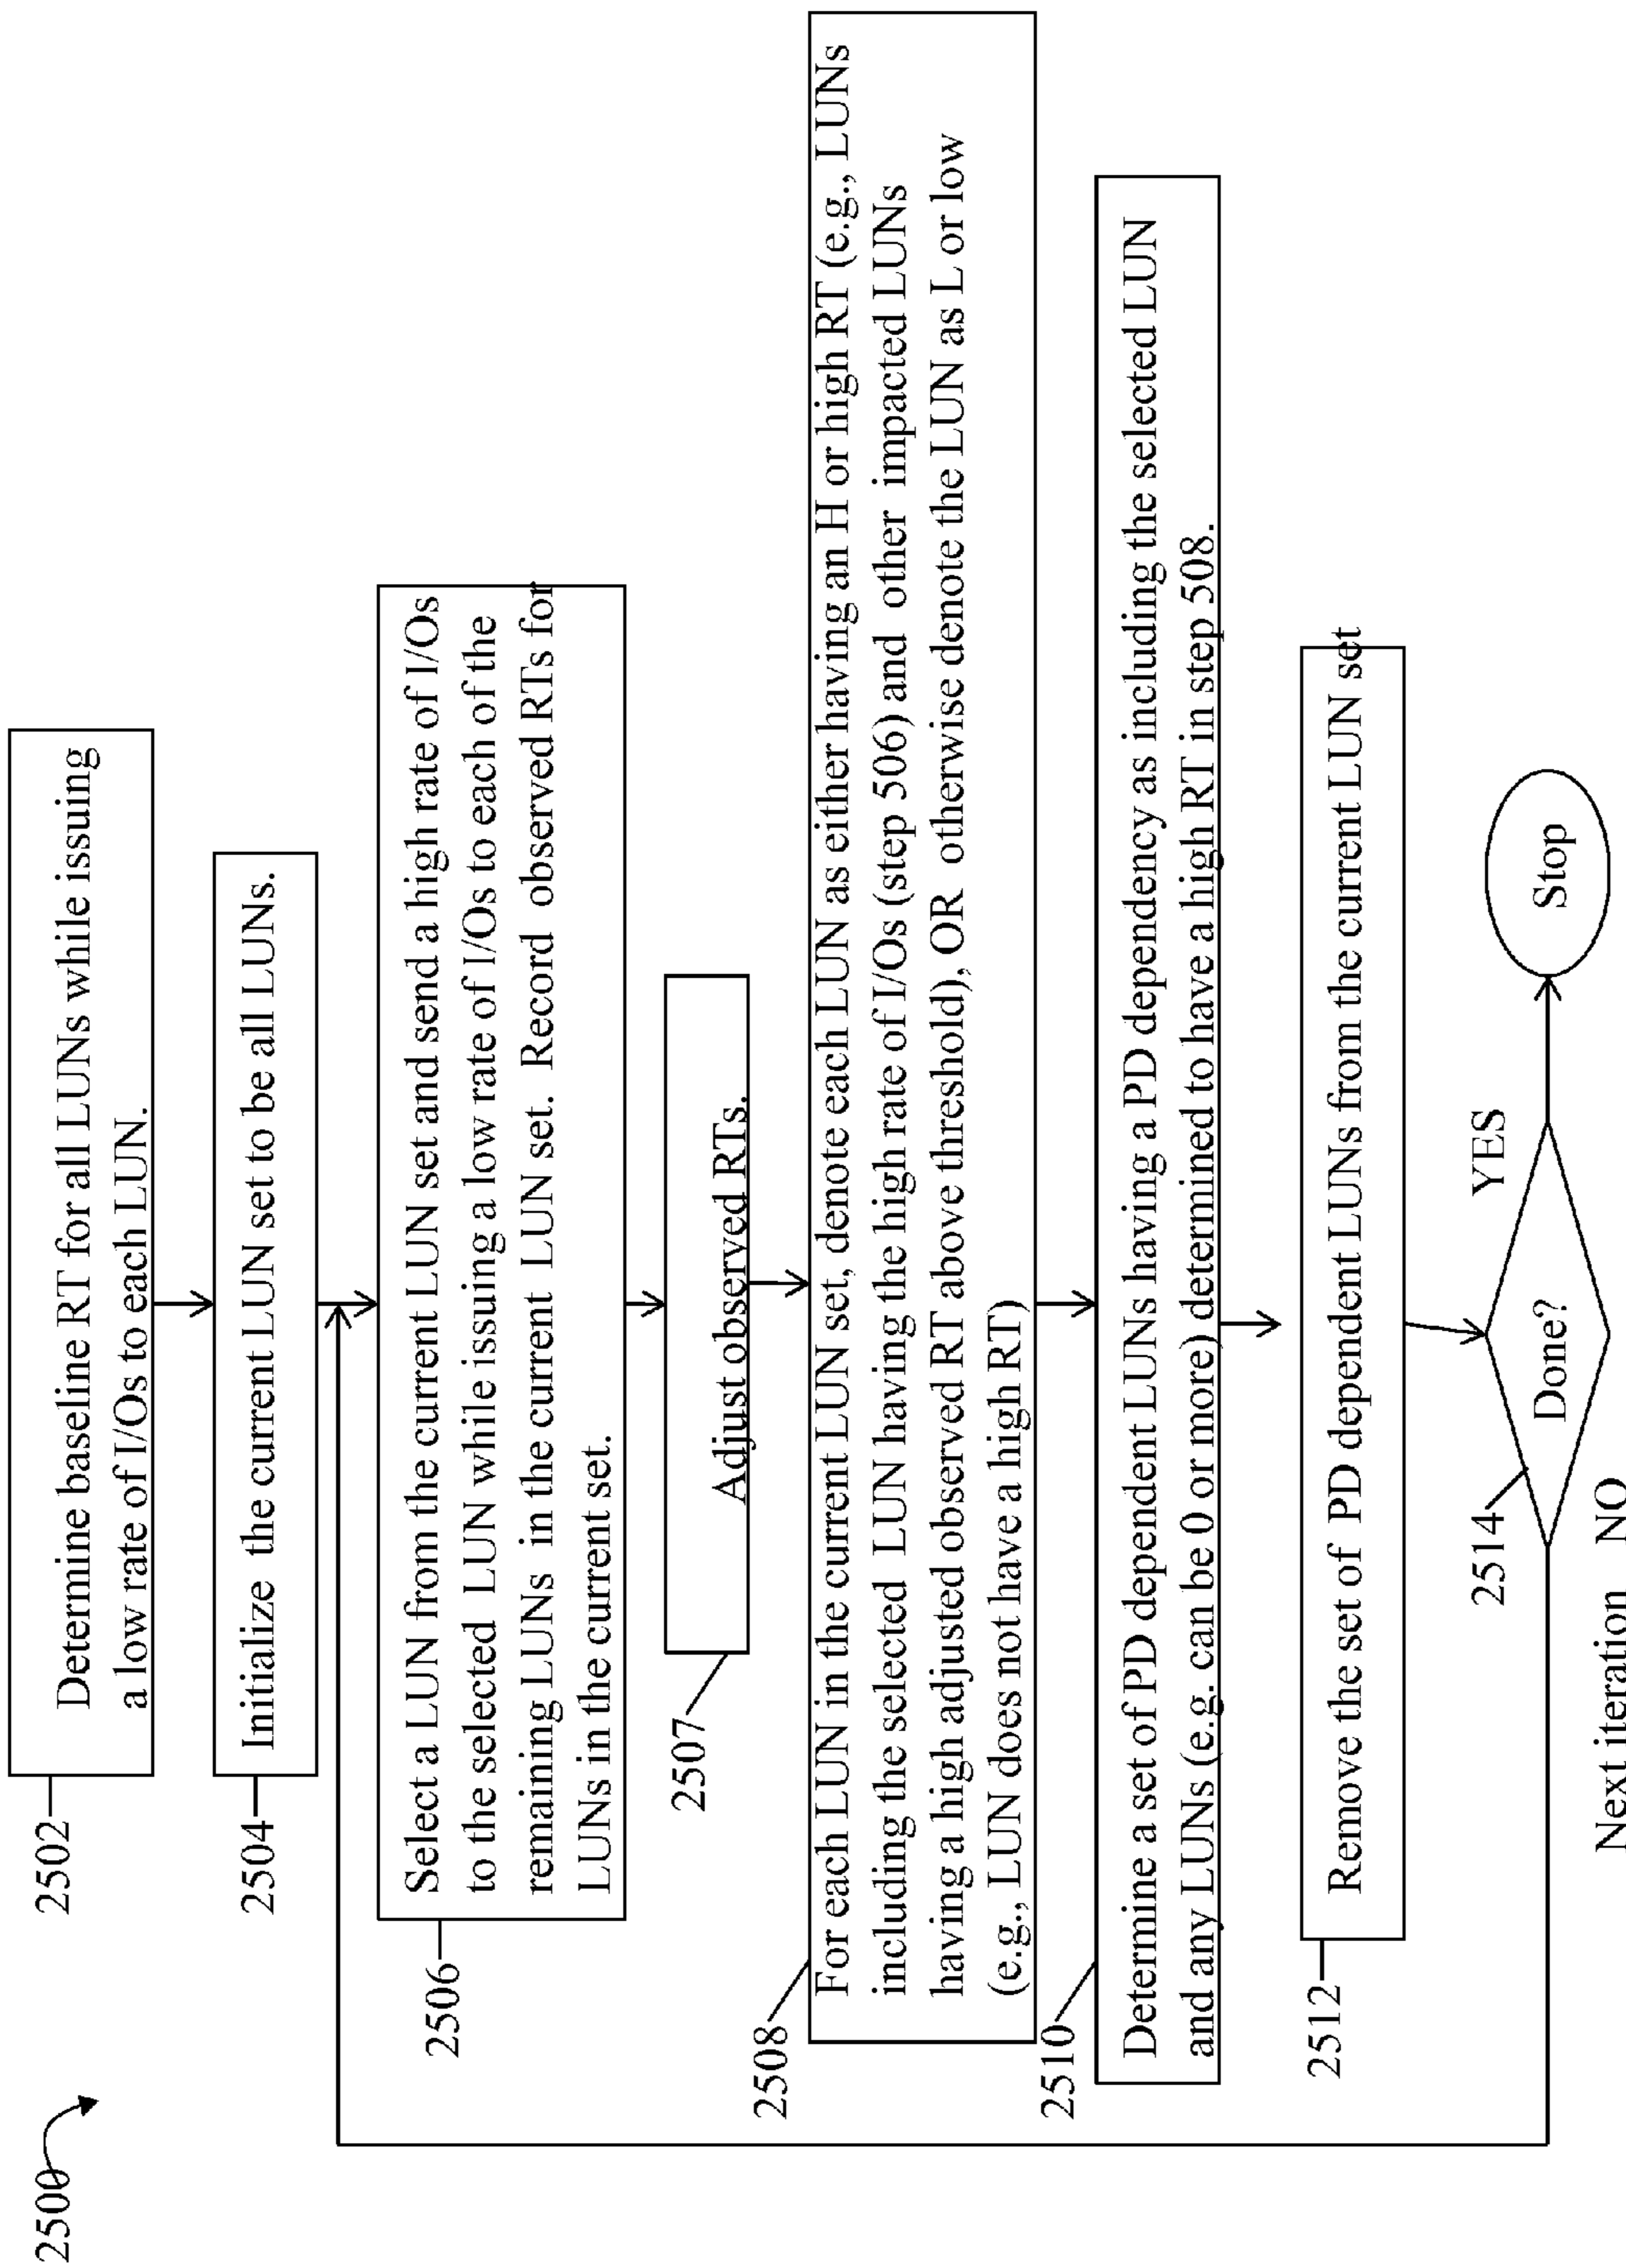 2500
2502
Determine baseline RT for all LUNs while issuing
a low rate of I/Os to each LUN.
2504
Initialize the current LUN set to be all LUNs.
2506
Select a LUN from the current LUN set and send a high rate of I/Os
to the selected LUN while issuing a low rate of I/Os to each of the
remaining LUNs in the current LUN set. Record observed RTs for
LUNs in the current set.
2507
Adjust observed RTs.
2508
For each LUN in the current LUN set, denote each LUN as either having an H or high RT (e.g., LUNs
including the selected LUN having the high rate of I/Os (step 506) and other impacted LUNs
having a high adjusted observed RT above threshold), OR otherwise denote the LUN as L or low
(e.g., LUN does not have a high RT)
2510
Determine a set of PD dependent LUNs having a PD dependency as including the selected LUN
and any LUNs (e.g. can be 0 or more) determined to have a high RT in step 508.
2512
Remove the set of PD dependent LUNs from the current LUN set
2514
Done?
YES
Stop
Next iteration NO